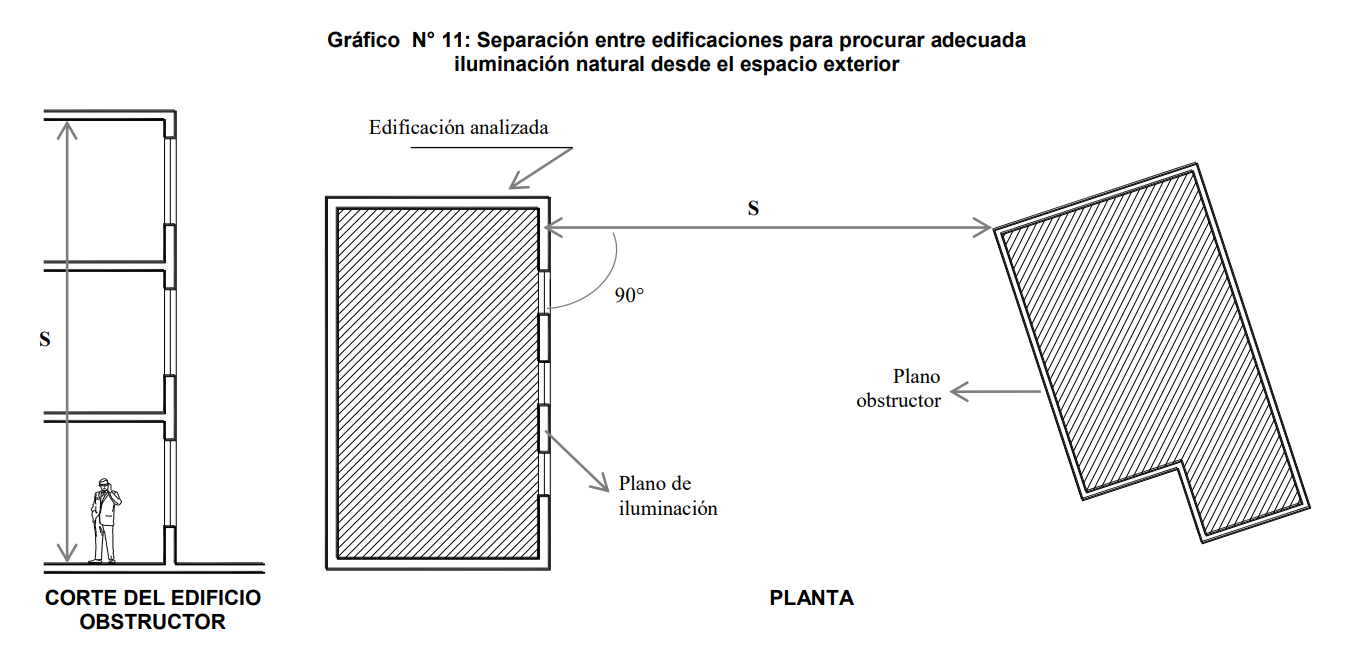 Gráfico N° 11: Separación entre edificaciones para procurar adecuada
iluminación natural desde el espacio exterior
Edificación analizada
S
90°
S
Plano
obstructor
Plano de
iluminación
CORTE DEL EDIFICIO
OBSTRUCTOR
PLANTA